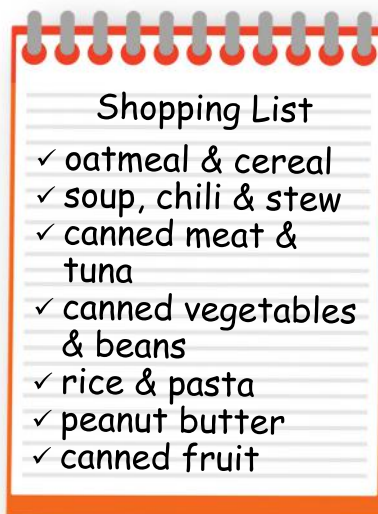 Shopping List
✓ oatmeal & cereal
✓ soup, chili & stew
✓ canned meat &
tuna
✓ canned vegetables
& beans
✓ rice & pasta
✓ peanut butter
✓ canned fruit